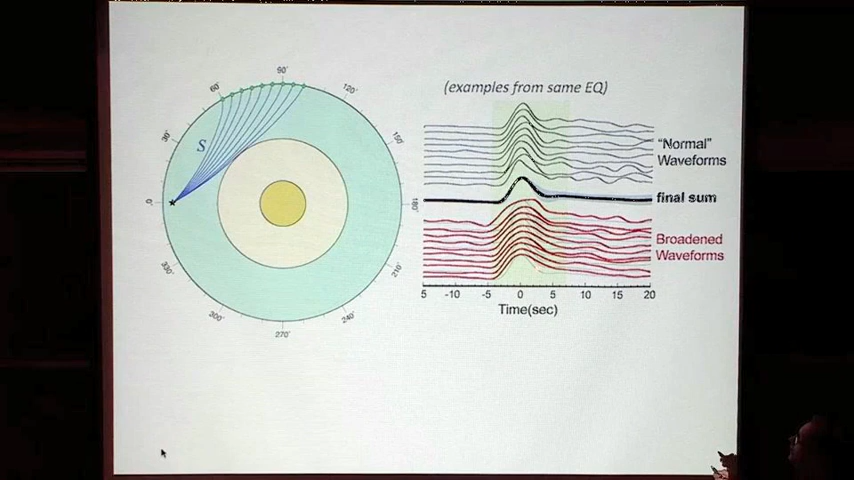 90°
60°
120°
30°
150°
S
0°
180°
330°
210°
300°
240°
270°
(examples from same EQ)
"Normal"
Waveforms
final sum
Broadened
Waveforms
5 -10 -5 0 5 10 15 20
Time(sec)